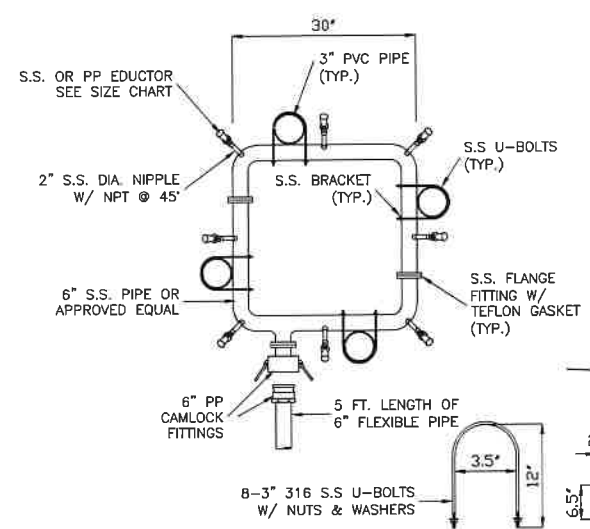 30"
3" PVC PIPE
(TYP.)
S.S. OR PP EDUCTOR
SEE SIZE CHART
S.S U-BOLTS
(TYP.)
2" S.S. DIA. NIPPLE
W/ NPT @ 45°
S.S. BRACKET
(TYP.)
6" S.S. PIPE OR
APPROVED EQUAL
S.S. FLANGE
FITTING W/
TEFLON GASKET
(TYP.)
6" PP
CAMLOCK
FITTINGS
5 FT. LENGTH OF
6" FLEXIBLE PIPE
3.5"
12"
8-3" 316 S.S U-BOLTS
W/ NUTS & WASHERS
6.5"